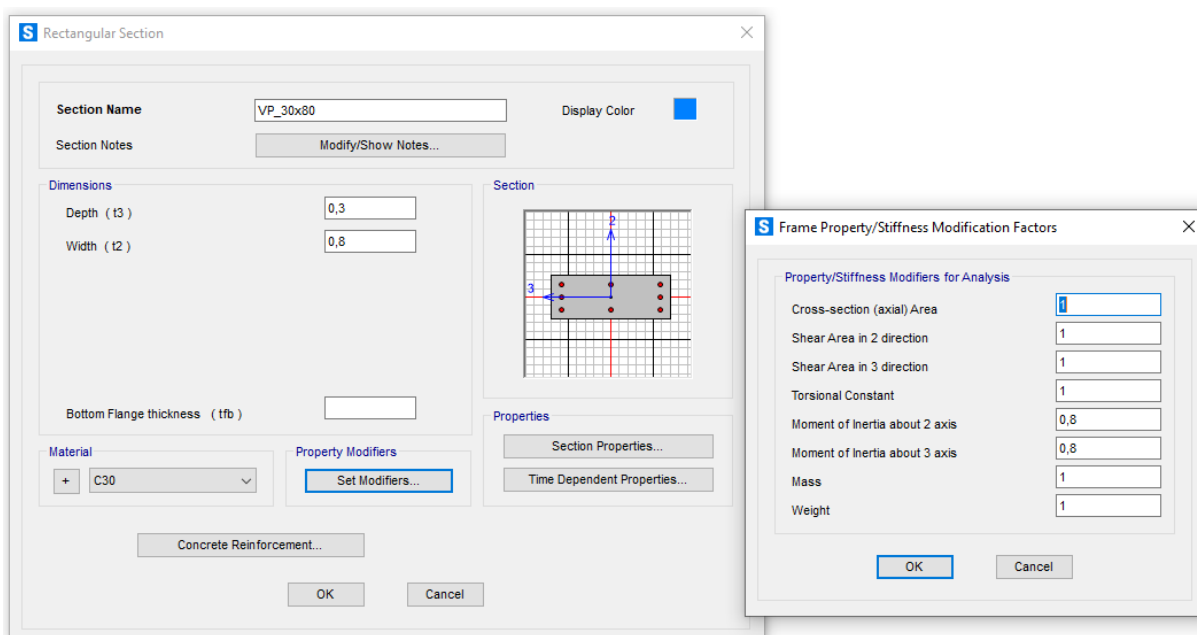 S Rectangular Section
Section Name VP_30x80 Display Color
Section Notes Modify/Show Notes...
Dimensions
Depth ( t3 ) 0,3
Width ( t2 ) 0,8
Bottom Flange thickness ( tfb )
Section
2
3
Properties
Section Properties...
Time Dependent Properties...
Material
+ C30
Property Modifiers
Set Modifiers...
Concrete Reinforcement...
OK Cancel
S Frame Property/Stiffness Modification Factors
Property/Stiffness Modifiers for Analysis
Cross-section (axial) Area 1
Shear Area in 2 direction 1
Shear Area in 3 direction 1
Torsional Constant 1
Moment of Inertia about 2 axis 0,8
Moment of Inertia about 3 axis 0,8
Mass 1
Weight 1
OK Cancel